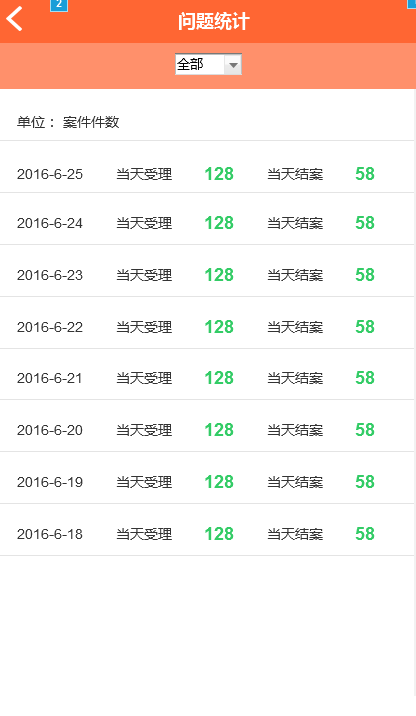 2
问题统计
全部
单位： 案件件数
2016-6-25 当天受理 128 当天结案 58
2016-6-24 当天受理 128 当天结案 58
2016-6-23 当天受理 128 当天结案 58
2016-6-22 当天受理 128 当天结案 58
2016-6-21 当天受理 128 当天结案 58
2016-6-20 当天受理 128 当天结案 58
2016-6-19 当天受理 128 当天结案 58
2016-6-18 当天受理 128 当天结案 58